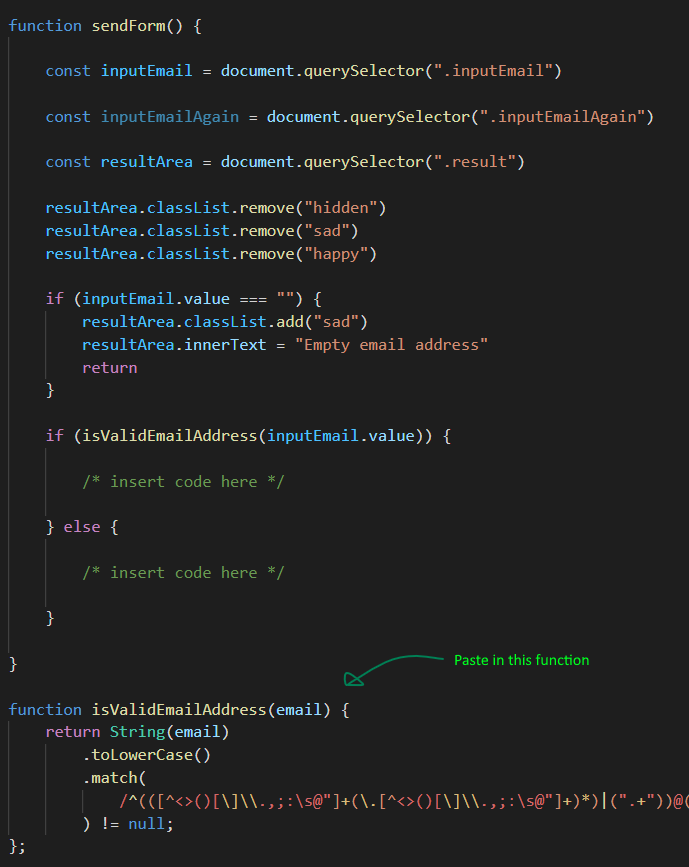 function sendForm() {
const inputEmail = document.querySelector(".inputEmail")
const inputEmailAgain = document.querySelector(".inputEmailAgain")
const resultArea = document.querySelector(".result")
resultArea.classList.remove("hidden")
resultArea.classList.remove("sad")
resultArea.classList.remove("happy")
if (inputEmail.value === "") {
resultArea.classList.add("sad")
resultArea.innerText = "Empty email address"
return
}
if (isValidEmailAddress(inputEmail.value)) {
/* insert code here */
} else {
/* insert code here */
}
}
Paste in this function
function isValidEmailAddress(email) {
return String(email)
.toLowerCase()
.match(
/^(([^<>()[\]\\.,;:\s@"]+(\.[^<>()[\]\\.,;:\s@"]+)*)|(".+"))@(
) != null;
};